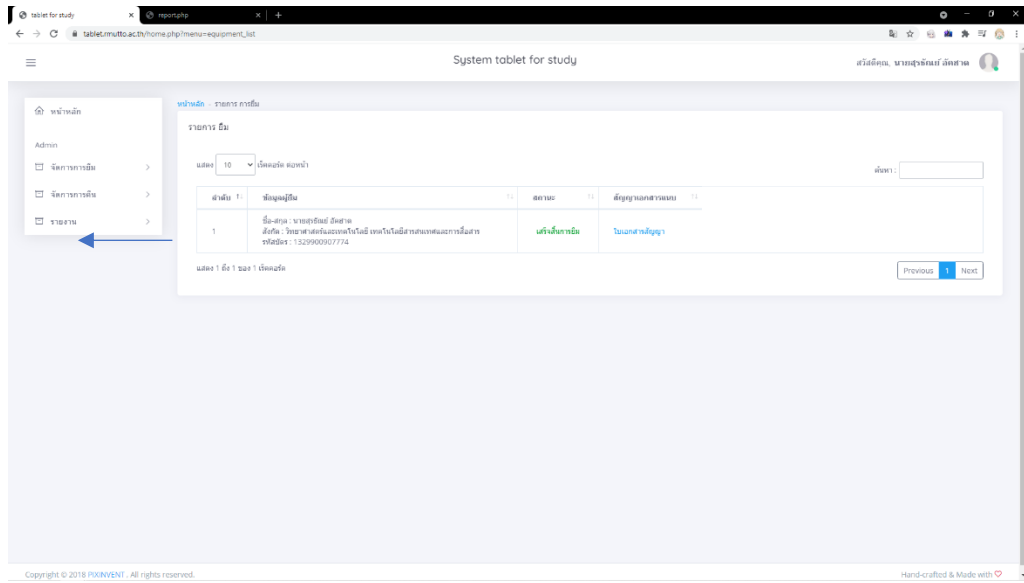 tablet for study
report.php
tablet.rmutto.ac.th/home.php?menu=equipment_list
System tablet for study
สวัสดีคุณ, นายสุรชัณย์ อัคฮาด
หน้าหลัก
Admin
จัดการการยืม
จัดการการคืน
รายงาน
หน้าหลัก - รายการ การยืม
รายการ ยืม
แสดง 10 เร็คคอร์ด ต่อหน้า
ค้นหา :
ลำดับ ข้อมูลผู้ยืม สถานะ สัญญาเอกสารแนบ
ชื่อ-สกุล : นายสุรชัณย์ อัคฮาด
1 สังกัด : วิทยาศาสตร์และเทคโนโลยี เทคโนโลยีสารสนเทศและการสื่อสาร เสร็จสิ้นการยืม ใบเอกสารสัญญา
รหัสบัตร : 1329900907774
แสดง 1 ถึง 1 ของ 1 เร็คคอร์ด
Previous 1 Next
Copyright © 2018 PIXINVENT . All rights reserved.
Hand-crafted & Made with